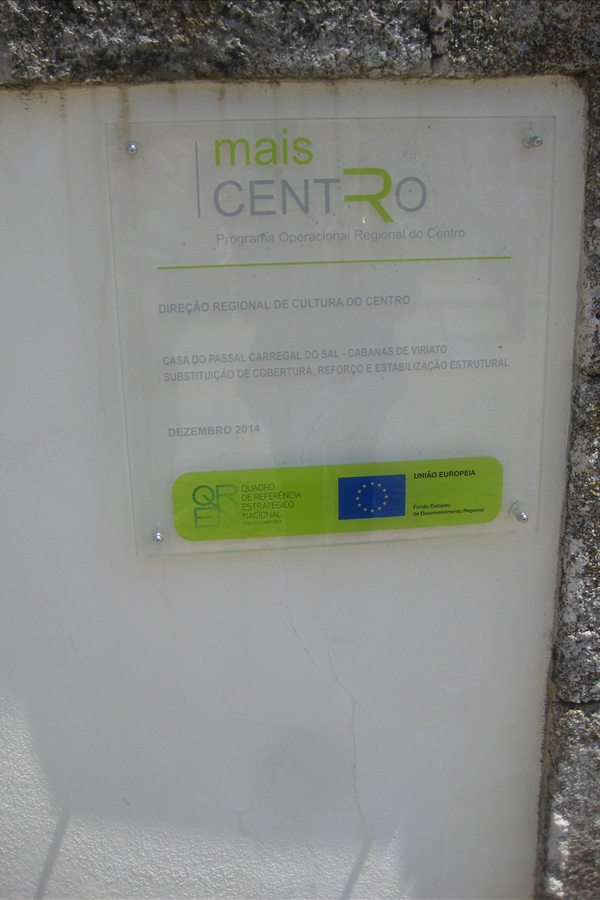 mais
CENTRO
Programa Operacional Regional do Centro
DIREÇÃO REGIONAL DE CULTURA DO CENTRO
CASA DO PASSAL CARREGAL DO SAL - CABANAS DE VIRIATO
SUBSTITUIÇÃO DE COBERTURA, REFORÇO E ESTABILIZAÇÃO ESTRUTURAL
DEZEMBRO 2014
QREN
QUADRO
DE REFERÊNCIA
ESTRATÉGICO
NACIONAL
UNIÃO EUROPEIA
Fundo Europeu
de Desenvolvimento Regional